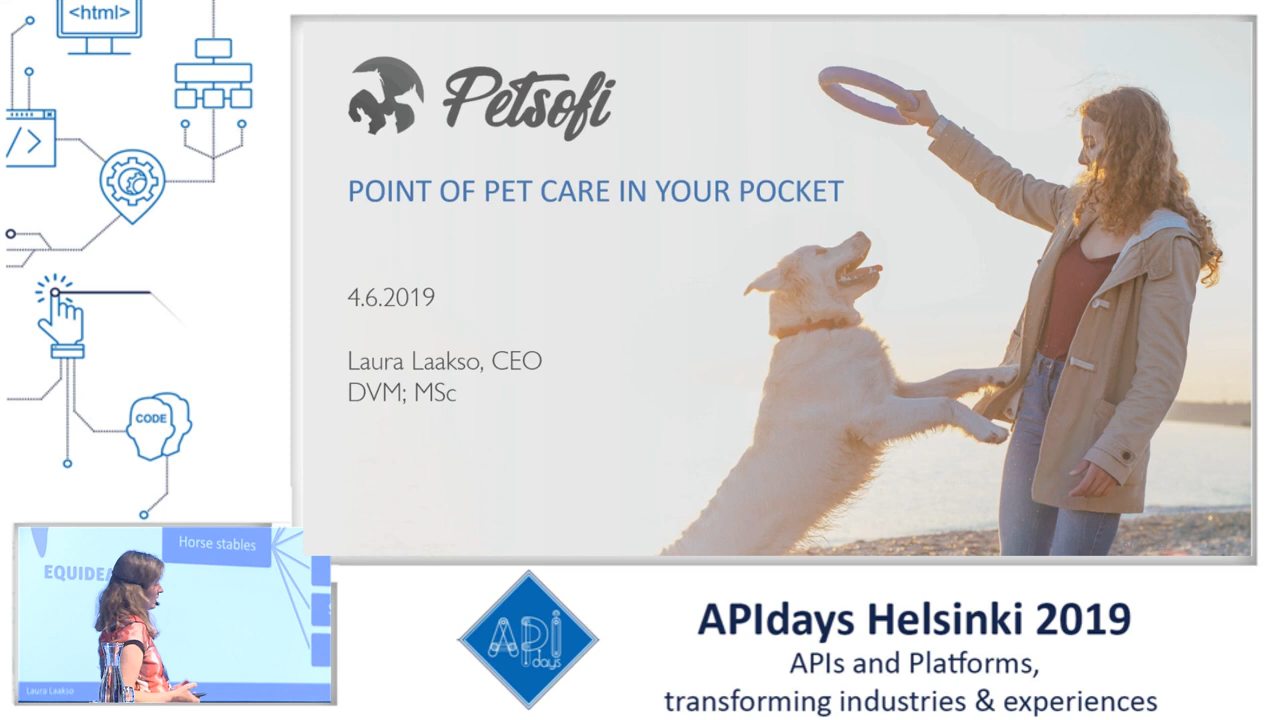 <html>
</>
CODE
Petsofi
POINT OF PET CARE IN YOUR POCKET
4.6.2019
Laura Laakso, CEO
DVM; MSc
Horse stables
Laura Laakso
API
days
APIdays Helsinki 2019
APIs and Platforms,
transforming industries & experiences